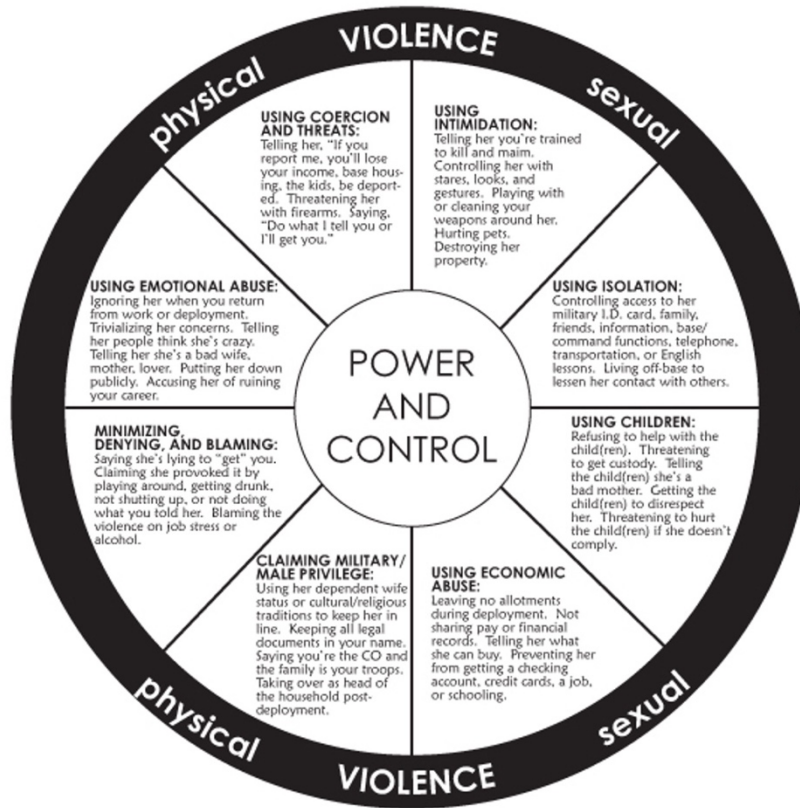 physical VIOLENCE sexual
USING COERCION
AND THREATS:
Telling her, "If you
report me, you'll lose
your income, base hous-
ing, the kids, be deport-
ed. Threatening her
with firearms. Saying,
"Do what I tell you or
I'll get you."
USING
INTIMIDATION:
Telling her you're trained
to kill and maim.
Controlling her with
stares, looks, and
gestures. Playing with
or cleaning your
weapons around her.
Hurting pets.
Destroying her
property.
USING EMOTIONAL ABUSE:
Ignoring her when you return
from work or deployment.
Trivializing her concerns. Telling
her people think she's crazy.
Telling her she's a bad wife,
mother, lover. Putting her down
publicly. Accusing her of ruining
your career.
USING ISOLATION:
Controlling access to her
military I.D. card, family,
friends, information, base/
command functions, telephone,
transportation, or English
lessons. Living off-base to
lessen her contact with others.
POWER
AND
CONTROL
MINIMIZING,
DENYING, AND BLAMING:
Saying she's lying to "get" you.
Claiming she provoked it by
playing around, getting drunk,
not shutting up, or not doing
what you told her. Blaming the
violence on job stress or
alcohol.
USING CHILDREN:
Refusing to help with the
child(ren). Threatening
to get custody. Telling
the child(ren) she's a
bad mother. Getting the
child(ren) to disrespect
her. Threatening to hurt
the child(ren) if she doesn't
comply.
CLAIMING MILITARY/
MALE PRIVILEGE:
Using her dependent wife
status or cultural/religious
traditions to keep her in
line. Keeping all legal
documents in your name.
Saying you're the CO and
the family is your troops.
Taking over as head of
the household post-
deployment.
USING ECONOMIC
ABUSE:
Leaving no allotments
during deployment. Not
sharing pay or financial
records. Telling her what
she can buy. Preventing her
from getting a checking
account, credit cards, a job,
or schooling.
physical VIOLENCE sexual